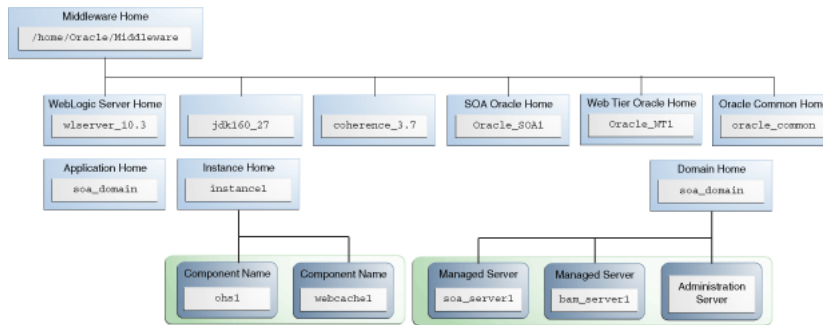 Middleware Home
/home/Oracle/Middleware
WebLogic Server Home
wlserver_10.3
jdk160_27
coherence_3.7
SOA Oracle Home
Oracle_SOA1
Web Tier Oracle Home
Oracle_WT1
Oracle Common Home
oracle_common
Application Home
soa_domain
Instance Home
instance1
Domain Home
soa_domain
Component Name
ohs1
Component Name
webcache1
Managed Server
soa_server1
Managed Server
bam_server1
Administration
Server